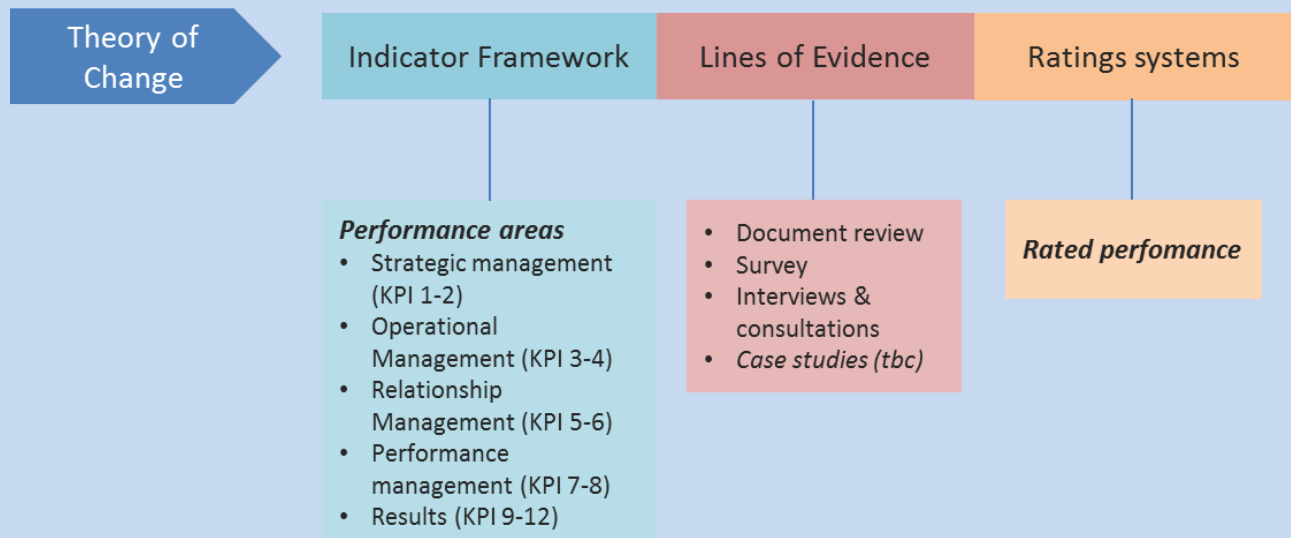 Theory of
Change
Indicator Framework
Lines of Evidence
Ratings systems
Performance areas
• Strategic management
(KPI 1-2)
• Operational
Management (KPI 3-4)
• Relationship
Management (KPI 5-6)
• Performance
management (KPI 7-8)
• Results (KPI 9-12)
• Document review
• Survey
• Interviews &
consultations
• Case studies (tbc)
Rated perfomance